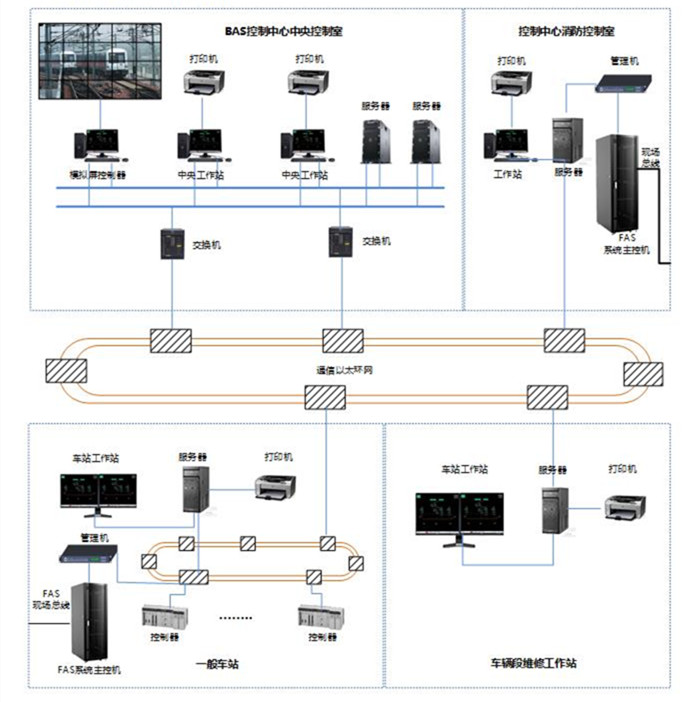 BAS控制中心中央控制室
控制中心消防控制室
打印机
打印机
打印机
管理机
服务器
服务器
模拟屏控制器
中央工作站
中央工作站
工作站
服务器
现场
总线
FAS
系统主控机
交换机
交换机
通信以太环网
车站工作站
服务器
打印机
管理机
FAS
现场总线
控制器
........
控制器
FAS系统主控机
一般车站
车站工作站
服务器
打印机
车辆段维修工作站